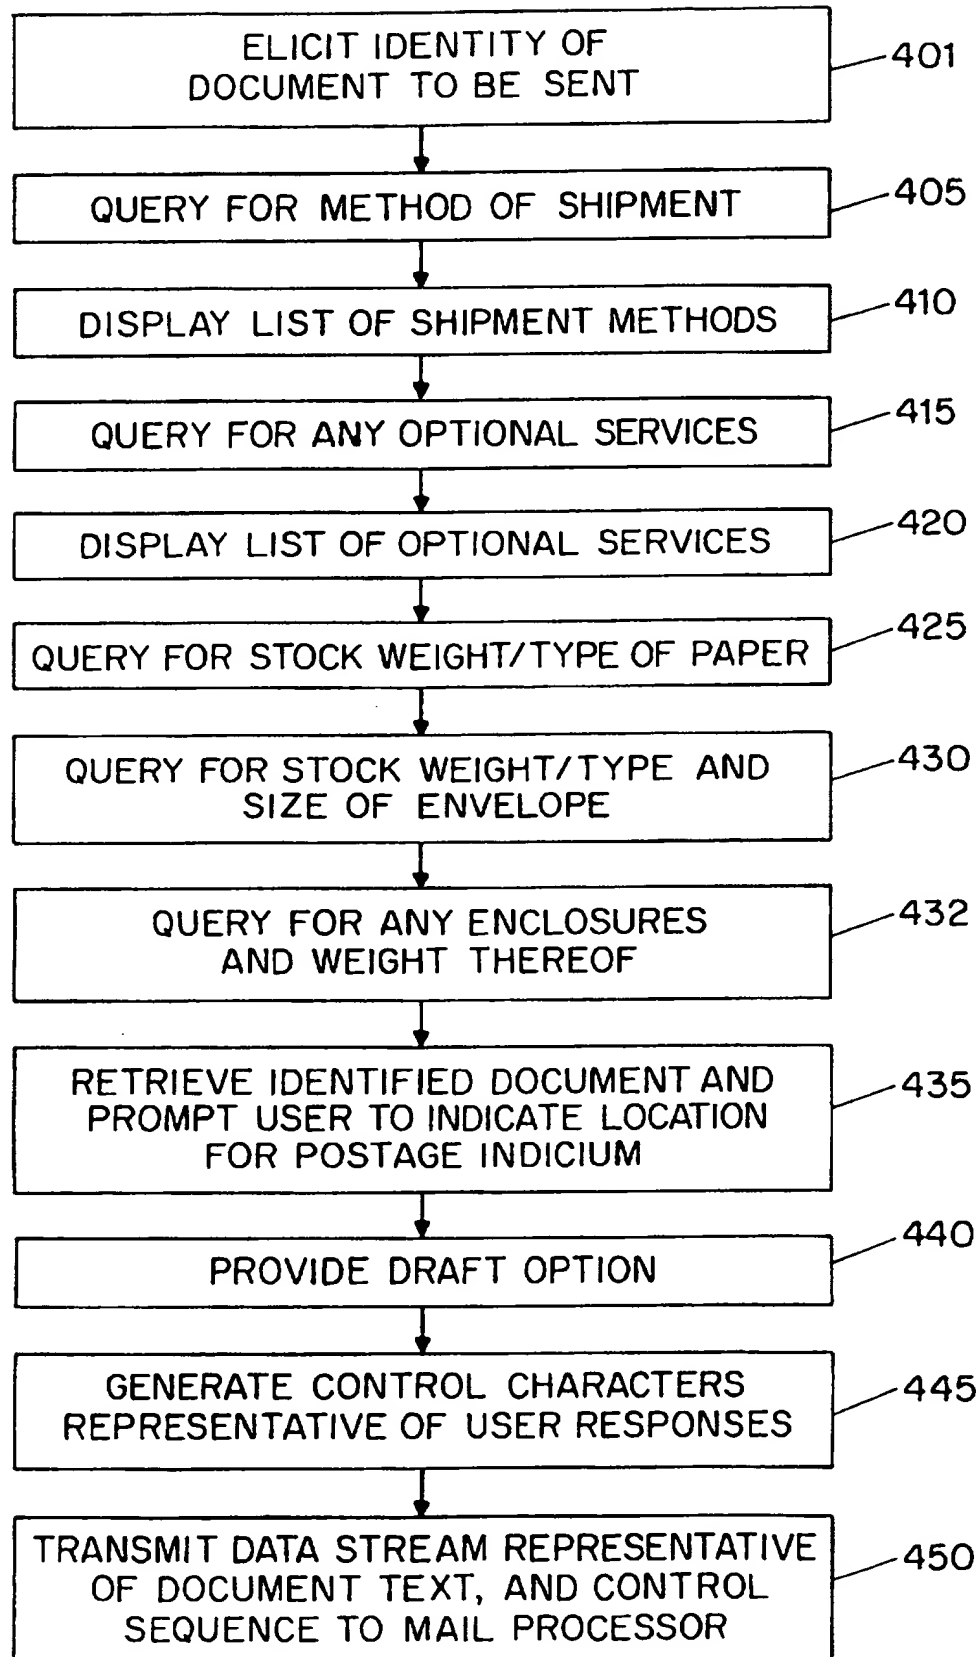 ELICIT IDENTITY OF
DOCUMENT TO BE SENT
401
QUERY FOR METHOD OF SHIPMENT
405
DISPLAY LIST OF SHIPMENT METHODS
410
QUERY FOR ANY OPTIONAL SERVICES
415
DISPLAY LIST OF OPTIONAL SERVICES
420
QUERY FOR STOCK WEIGHT/TYPE OF PAPER
425
QUERY FOR STOCK WEIGHT/TYPE AND
SIZE OF ENVELOPE
430
QUERY FOR ANY ENCLOSURES
AND WEIGHT THEREOF
432
RETRIEVE IDENTIFIED DOCUMENT AND
PROMPT USER TO INDICATE LOCATION
FOR POSTAGE INDICIUM
435
PROVIDE DRAFT OPTION
440
GENERATE CONTROL CHARACTERS
REPRESENTATIVE OF USER RESPONSES
445
TRANSMIT DATA STREAM REPRESENTATIVE
OF DOCUMENT TEXT, AND CONTROL
SEQUENCE TO MAIL PROCESSOR
450